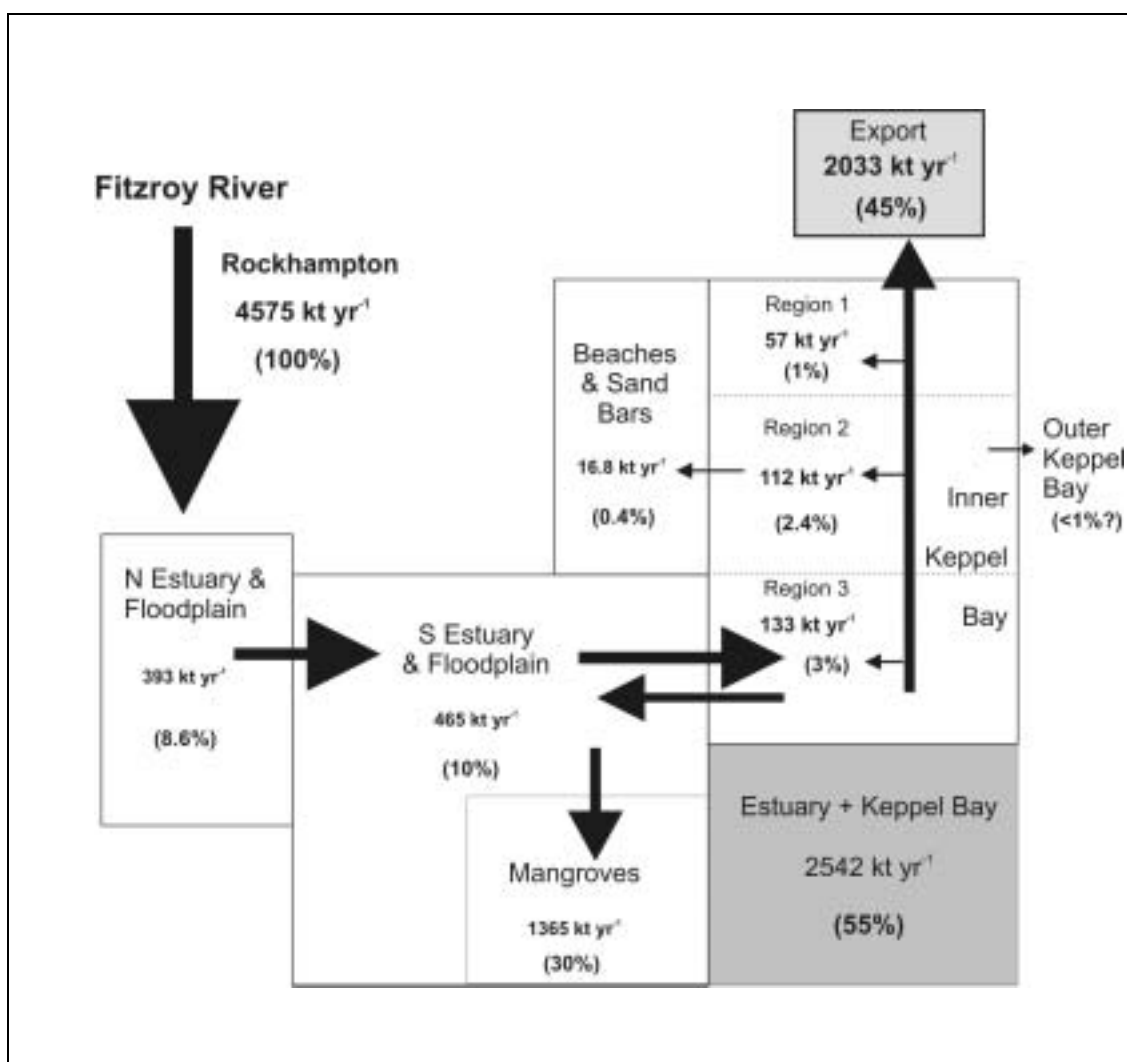 Fitzroy River
Rockhampton
4575 kt yr⁻¹
(100%)
Export
2033 kt yr⁻¹
(45%)
Beaches
& Sand
Bars
16.8 kt yr⁻¹
(0.4%)
Region 1
57 kt yr⁻¹
(1%)
Region 2
112 kt yr⁻¹
(2.4%)
Region 3
133 kt yr⁻¹
(3%)
Inner
Keppel
Bay
Outer
Keppel
Bay
(<1%?)
N Estuary &
Floodplain
393 kt yr⁻¹
(8.6%)
S Estuary
& Floodplain
465 kt yr⁻¹
(10%)
Mangroves
1365 kt yr⁻¹
(30%)
Estuary + Keppel Bay
2542 kt yr⁻¹
(55%)